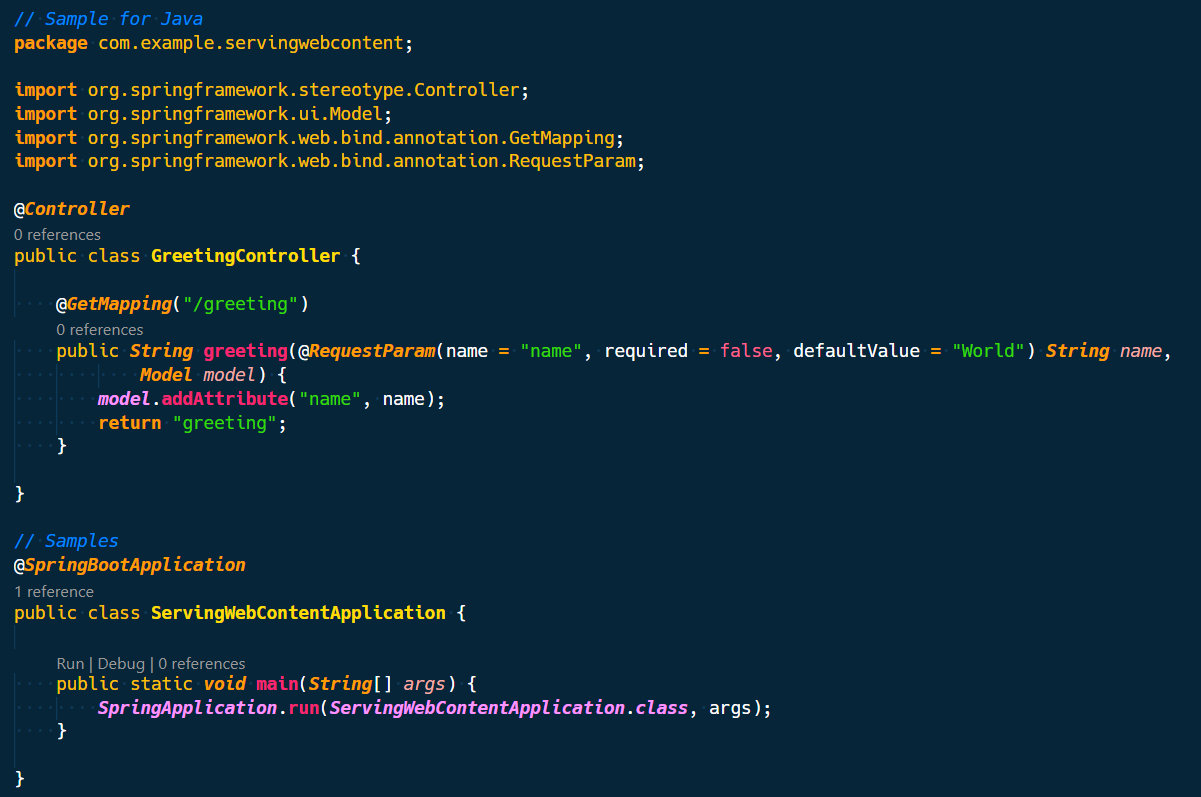 // Sample for Java
package com.example.servingwebcontent;

import org.springframework.stereotype.Controller;
import org.springframework.ui.Model;
import org.springframework.web.bind.annotation.GetMapping;
import org.springframework.web.bind.annotation.RequestParam;

@Controller
0 references
public class GreetingController {

    @GetMapping("/greeting")
    0 references
    public String greeting(@RequestParam(name = "name", required = false, defaultValue = "World") String name,
            Model model) {
        model.addAttribute("name", name);
        return "greeting";
    }

}

// Samples
@SpringBootApplication
1 reference
public class ServingWebContentApplication {

    Run | Debug | 0 references
    public static void main(String[] args) {
        SpringApplication.run(ServingWebContentApplication.class, args);
    }

}